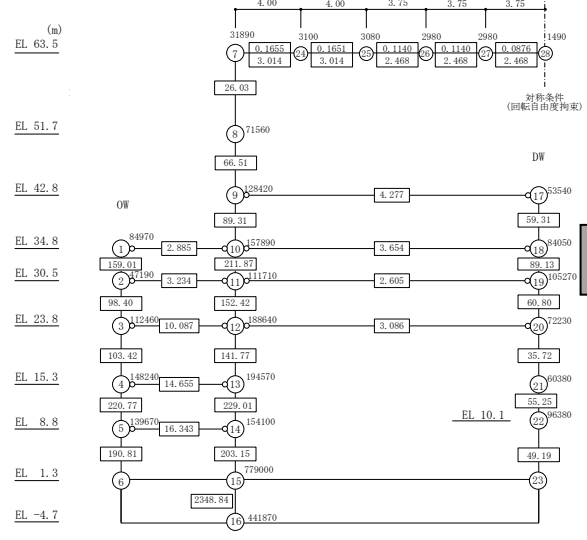 4.00 4.00 3.75 3.75 3.75
(m)
31890 3100 3080 2980 2980 1490
EL 63.5 7 0.1655 24 0.1651 25 0.1140 26 0.1140 27 0.0876 28
3.014 3.014 2.468 2.468 2.468
26.03
対称条件
(回転自由度拘束)
EL 51.7 8 71560
66.51
DW
EL 42.8 9 128420 4.277 17 53540
OW
89.31 59.31
EL 34.8 1 84970 2.885 10 157890 3.654 18 84050
159.01 211.87 89.13
EL 30.5 2 47190 3.234 11 111710 2.605 19 105270
98.40 152.42 60.80
EL 23.8 3 112460 10.087 12 188640 3.086 20 72230
103.42 141.77 35.72
EL 15.3 4 148240 14.655 13 194570 21 60380
220.77 229.01 55.25
EL 10.1 22 96380
EL 8.8 5 139670 16.343 14 154100
190.81 203.15 49.19
EL 1.3 6 15 779000 23
2348.84
EL -4.7 16 441870